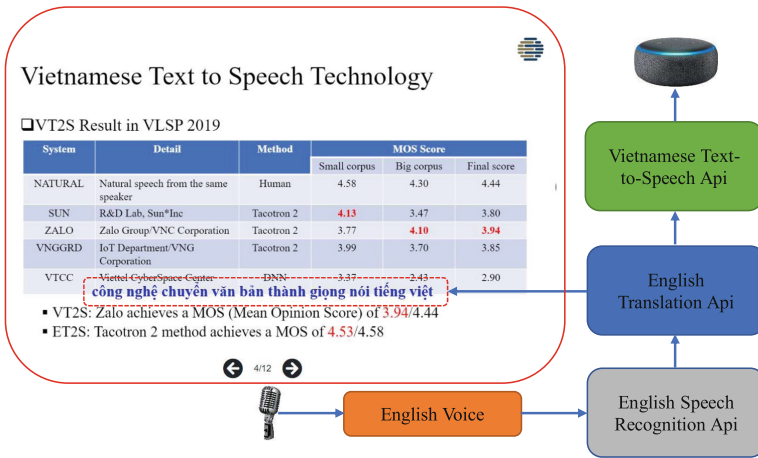 Vietnamese Text to Speech Technology
❑VT2S Result in VLSP 2019
System Detail Method MOS Score
Small corpus Big corpus Final score
NATURAL Natural speech from the same speaker Human 4.58 4.30 4.44
SUN R&D Lab, Sun*Inc Tacotron 2 4.13 3.47 3.80
ZALO Zalo Group/VNC Corporation Tacotron 2 3.77 4.10 3.94
VNGGRD IoT Department/VNG Corporation Tacotron 2 3.99 3.70 3.85
VTCC Viettel CyberSpace Center DNN 3.37 2.43 2.90
công nghệ chuyển văn bản thành giọng nói tiếng việt
▪ VT2S: Zalo achieves a MOS (Mean Opinion Score) of 3.94/4.44
▪ ET2S: Tacotron 2 method achieves a MOS of 4.53/4.58
4/12
Vietnamese Text-
to-Speech Api
English
Translation Api
English Voice
English Speech
Recognition Api